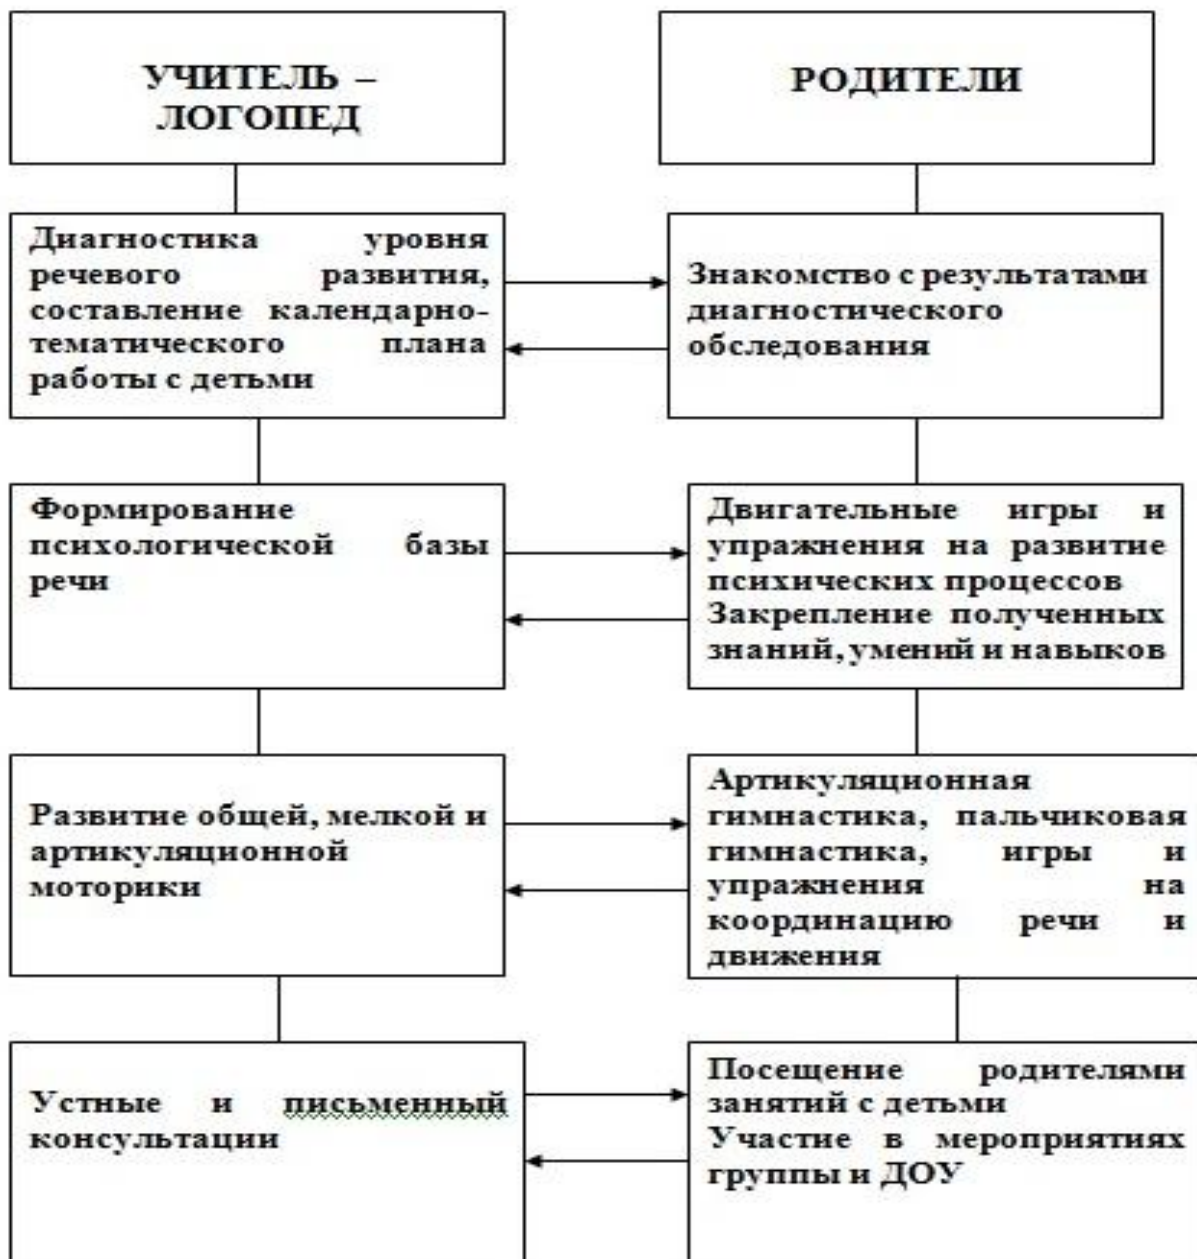 УЧИТЕЛЬ –
ЛОГОПЕД
РОДИТЕЛИ
Диагностика уровня
речевого развития,
составление календарно-
тематического плана
работы с детьми
Знакомство с результатами
диагностического
обследования
Формирование
психологической базы
речи
Двигательные игры и
упражнения на развитие
психических процессов
Закрепление полученных
знаний, умений и навыков
Развитие общей, мелкой и
артикуляционной
моторики
Артикуляционная
гимнастика, пальчиковая
гимнастика, игры и
упражнения на
координацию речи и
движения
Устные и письменный
консультации
Посещение родителями
занятий с детьми
Участие в мероприятиях
группы и ДОУ